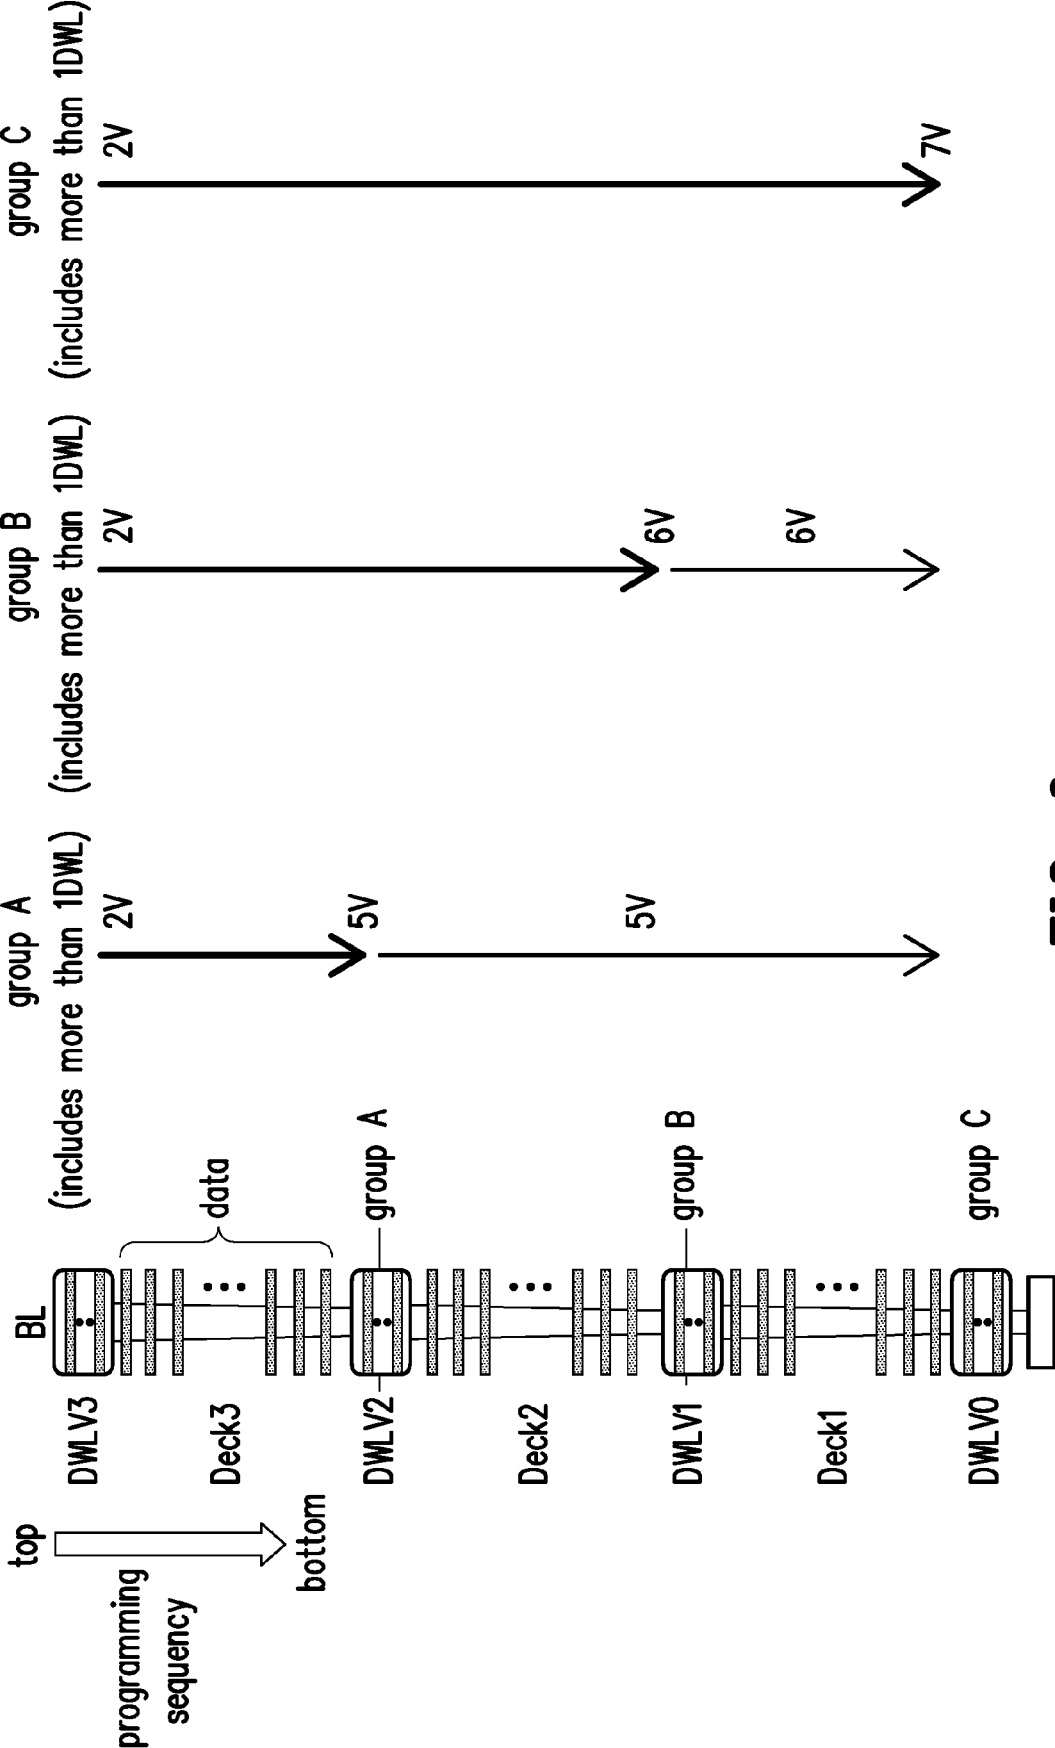 top
programming
sequency
bottom
BL
DWLV3
Deck3
DWLV2
Deck2
DWLV1
Deck1
DWLV0
data
group A
group B
group C
group A
(includes more than 1DWL)
2V
5V
5V
group B
(includes more than 1DWL)
2V
6V
6V
group C
(includes more than 1DWL)
2V
7V